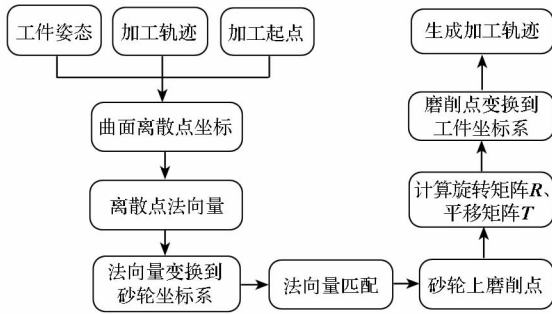 工件姿态
加工轨迹
加工起点
曲面离散点坐标
离散点法向量
法向量变换到
砂轮坐标系
法向量匹配
砂轮上磨削点
计算旋转矩阵R、
平移矩阵T
磨削点变换到
工件坐标系
生成加工轨迹